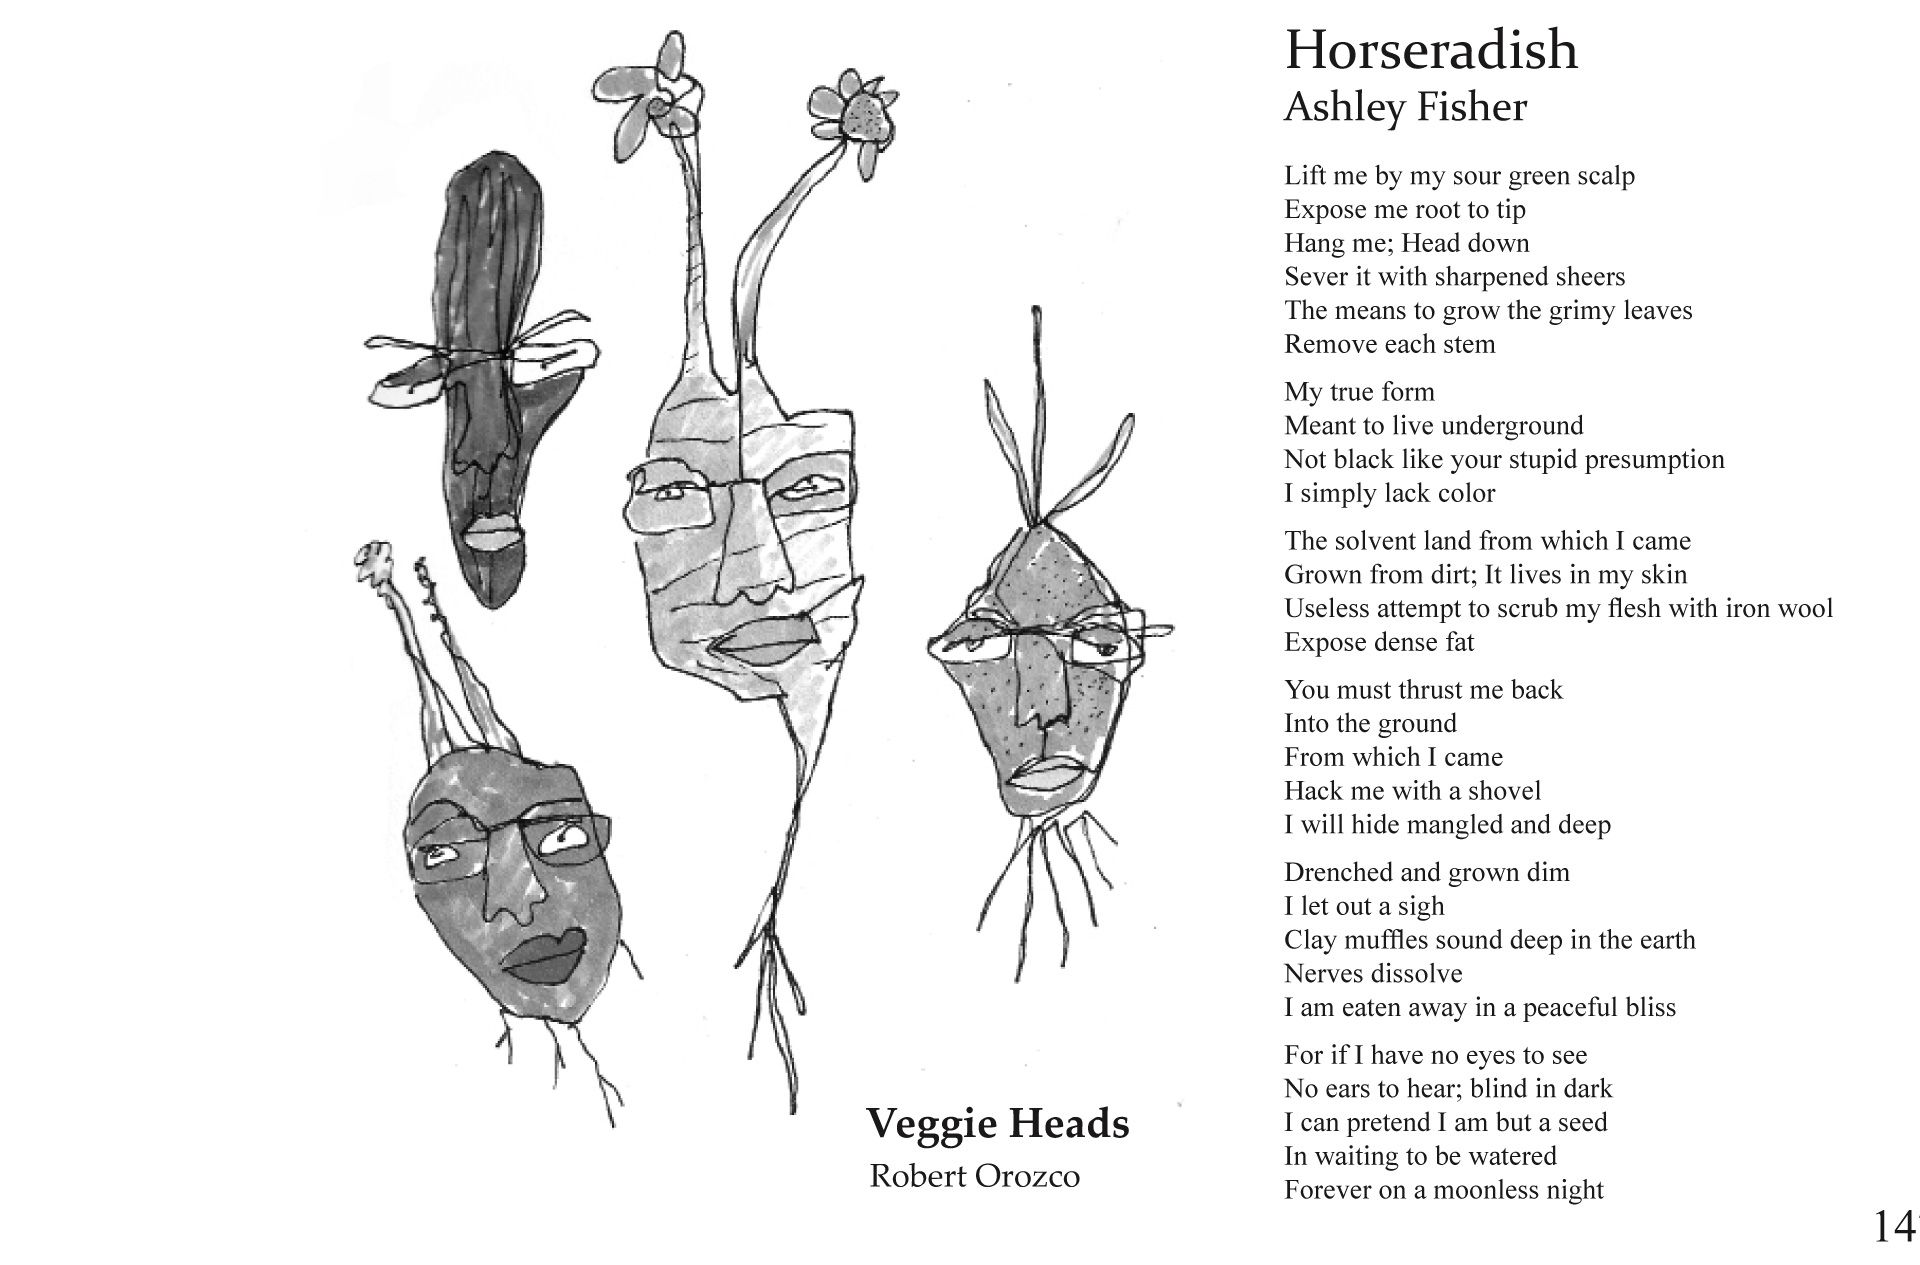 Horseradish
Ashley Fisher
Lift me by my sour green scalp
Expose me root to tip
Hang me; Head down
Sever it with sharpened sheers
The means to grow the grimy leaves
Remove each stem
My true form
Meant to live underground
Not black like your stupid presumption
I simply lack color
The solvent land from which I came
Grown from dirt; It lives in my skin
Useless attempt to scrub my flesh with iron wool
Expose dense fat
You must thrust me back
Into the ground
From which I came
Hack me with a shovel
I will hide mangled and deep
Drenched and grown dim
I let out a sigh
Clay muffles sound deep in the earth
Nerves dissolve
I am eaten away in a peaceful bliss
For if I have no eyes to see
No ears to hear; blind in dark
I can pretend I am but a seed
In waiting to be watered
Forever on a moonless night
Veggie Heads
Robert Orozco